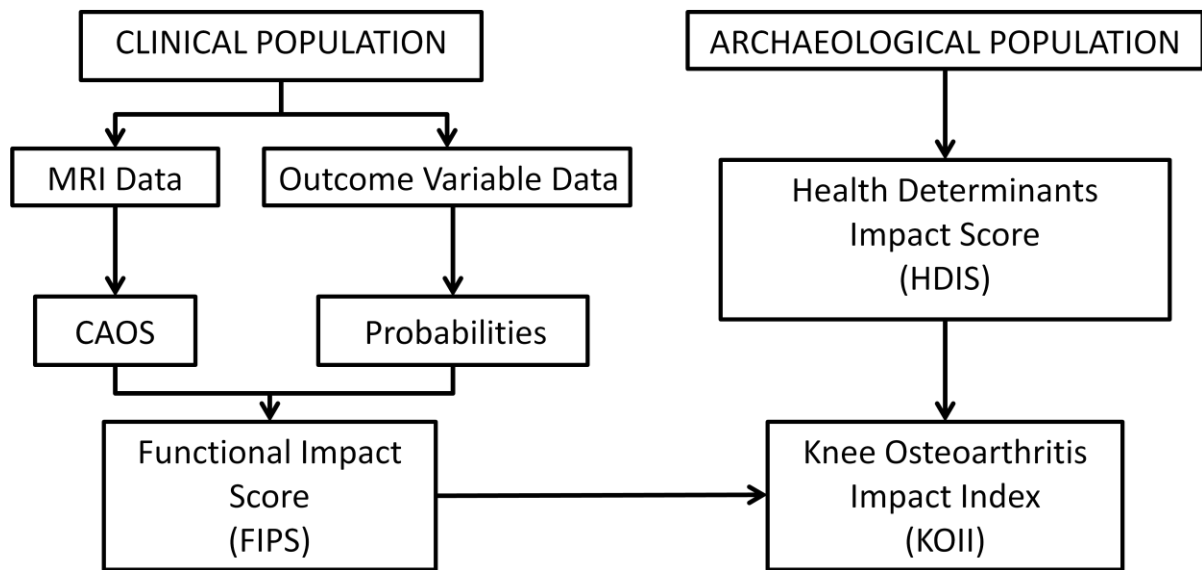 CLINICAL POPULATION
ARCHAEOLOGICAL POPULATION
MRI Data
Outcome Variable Data
Health Determinants
Impact Score
(HDIS)
CAOS
Probabilities
Functional Impact
Score
(FIPS)
Knee Osteoarthritis
Impact Index
(KOII)